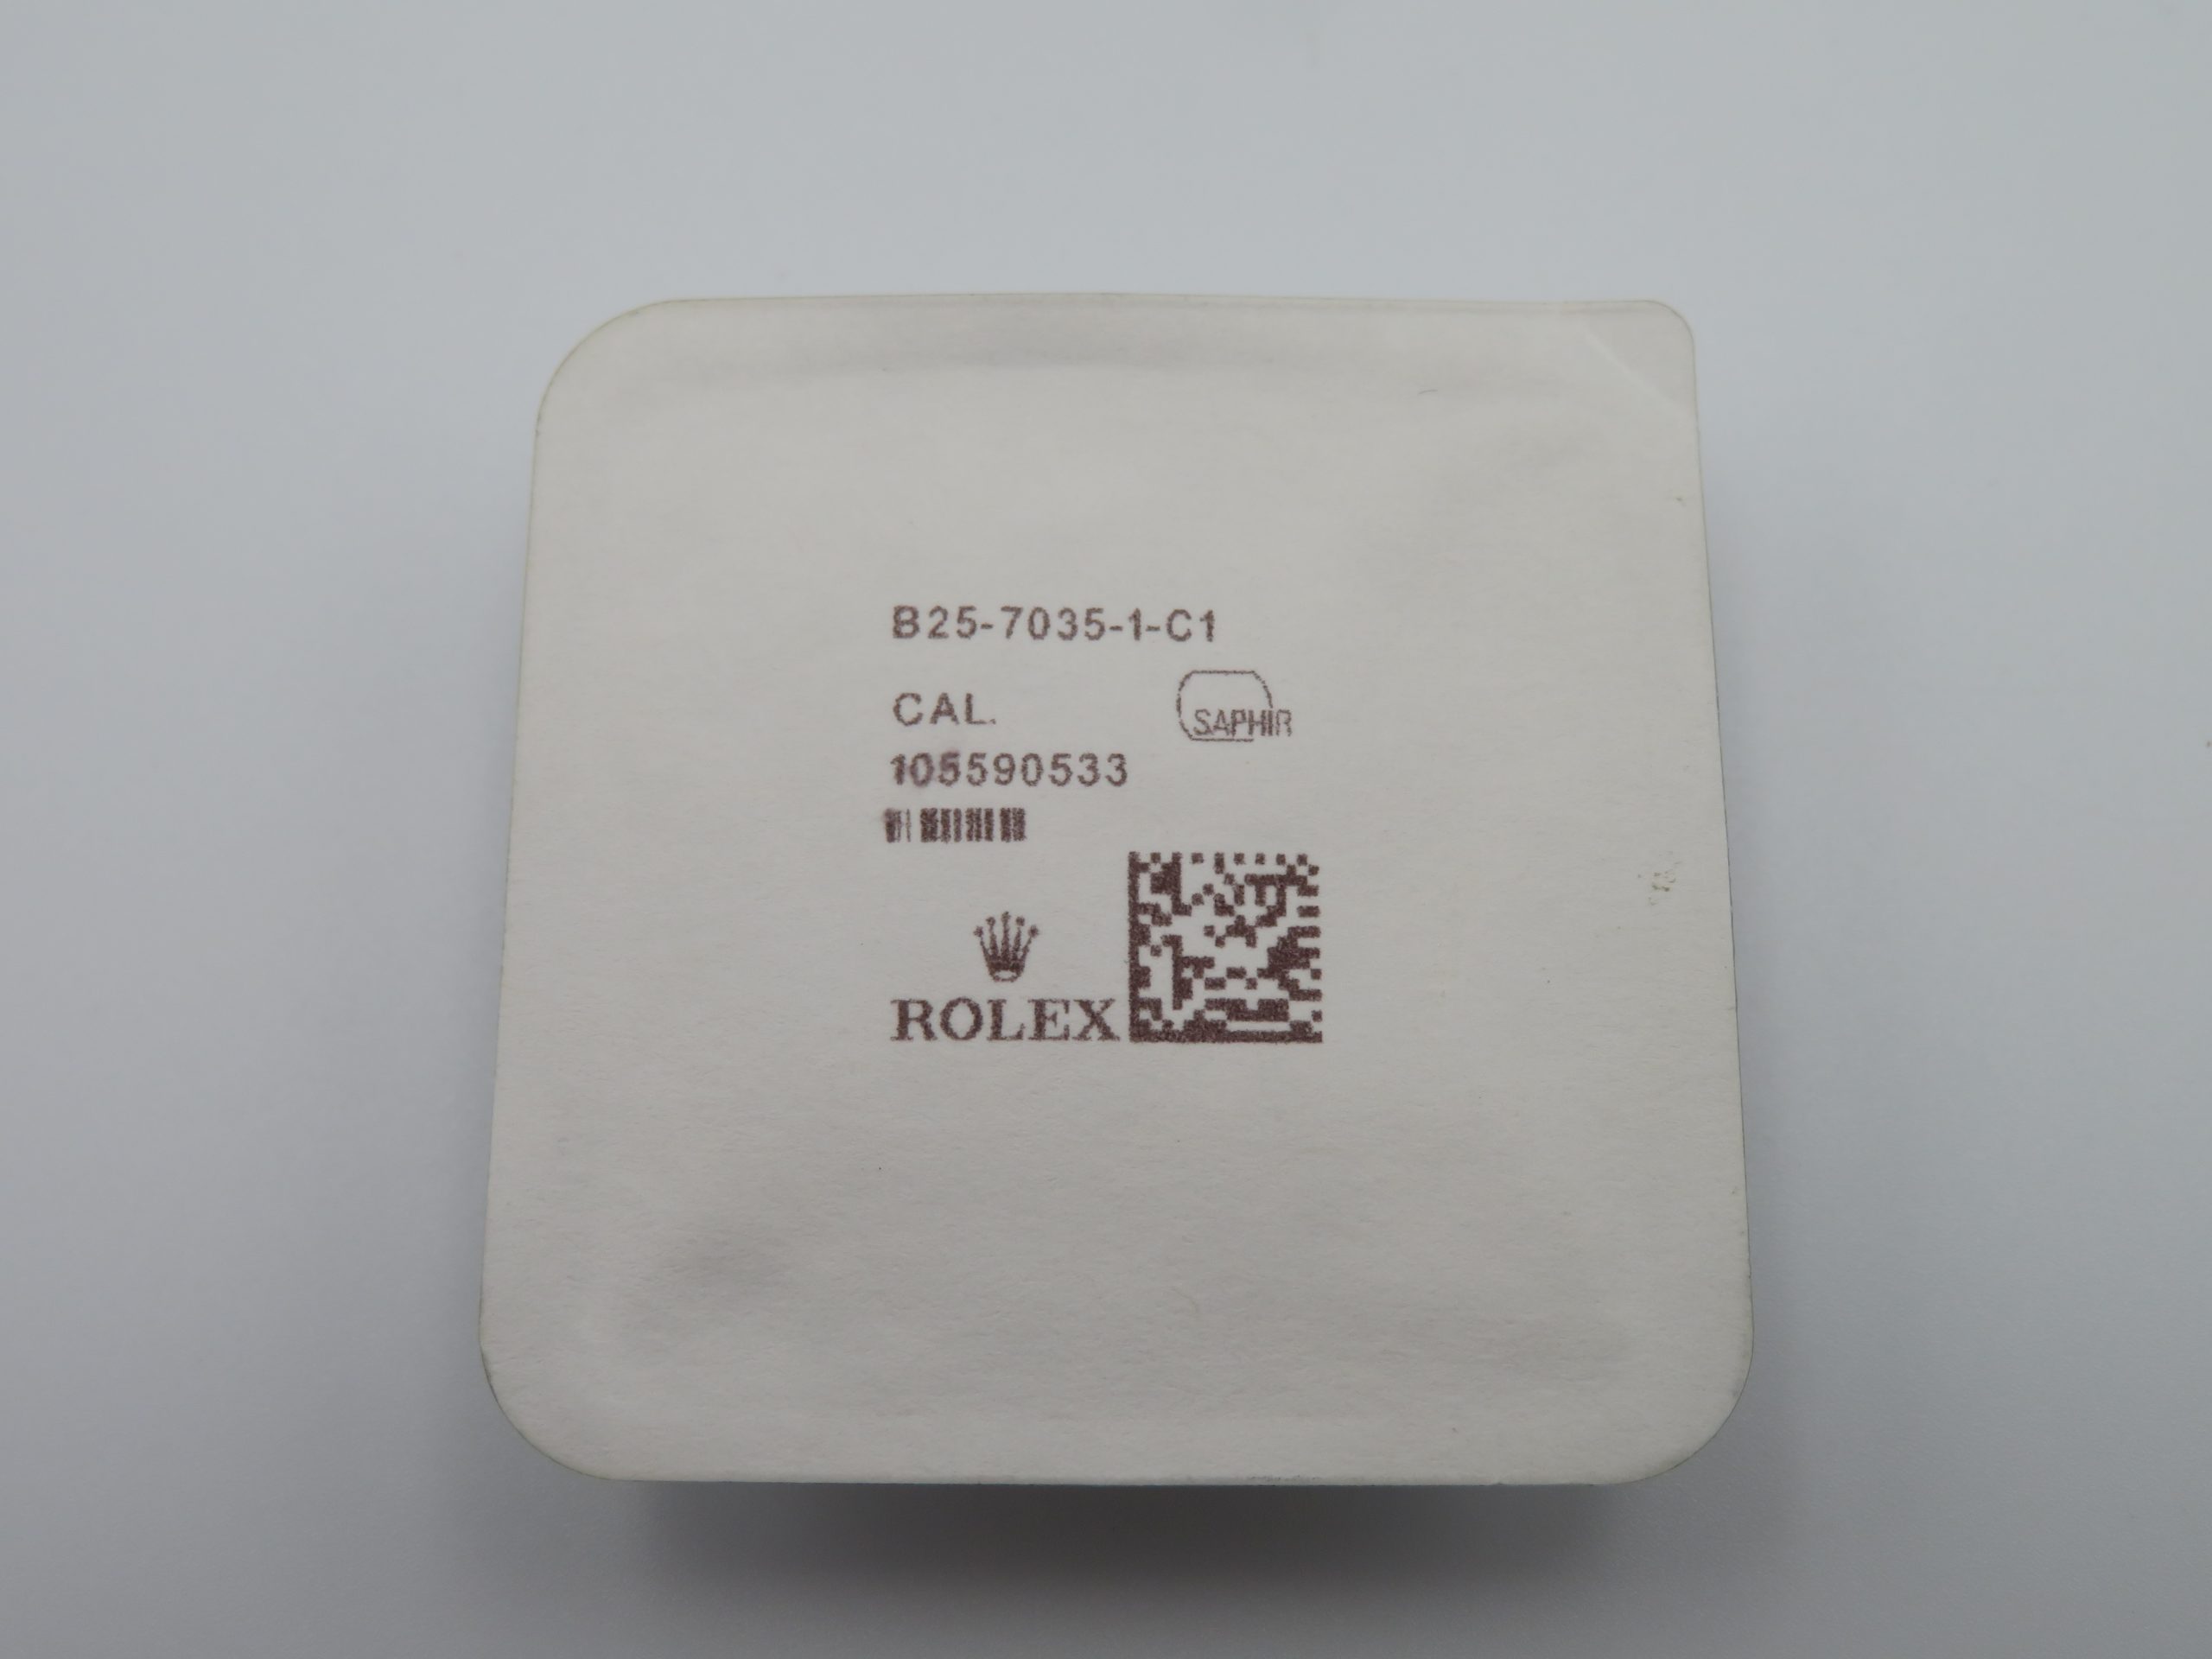 B25-7035-1-C1
CAL.
SAPHIR
105590533
ROLEX